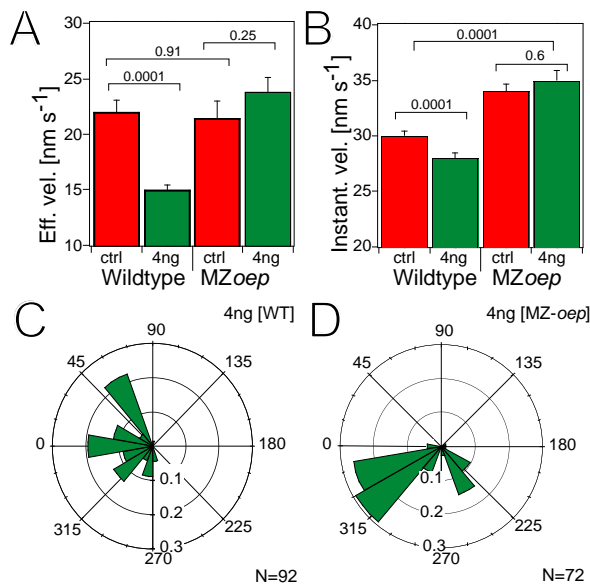 A
B
30
25
20
15
10
Eff. vel. [nm s-1]
0.25
0.91
0.0001
ctrl 4ng ctrl 4ng
Wildtype MZoep
40
35
30
25
20
Instant. vel. [nm s-1]
0.0001
0.6
0.0001
ctrl 4ng ctrl 4ng
Wildtype MZoep
C
4ng [WT]
90
45 135
0 180
0.1
315 0.2 225
0.3
270
N=92
D
4ng [MZ-oep]
90
45 135
0 180
0.1
315 0.2 225
0.3
270
N=72